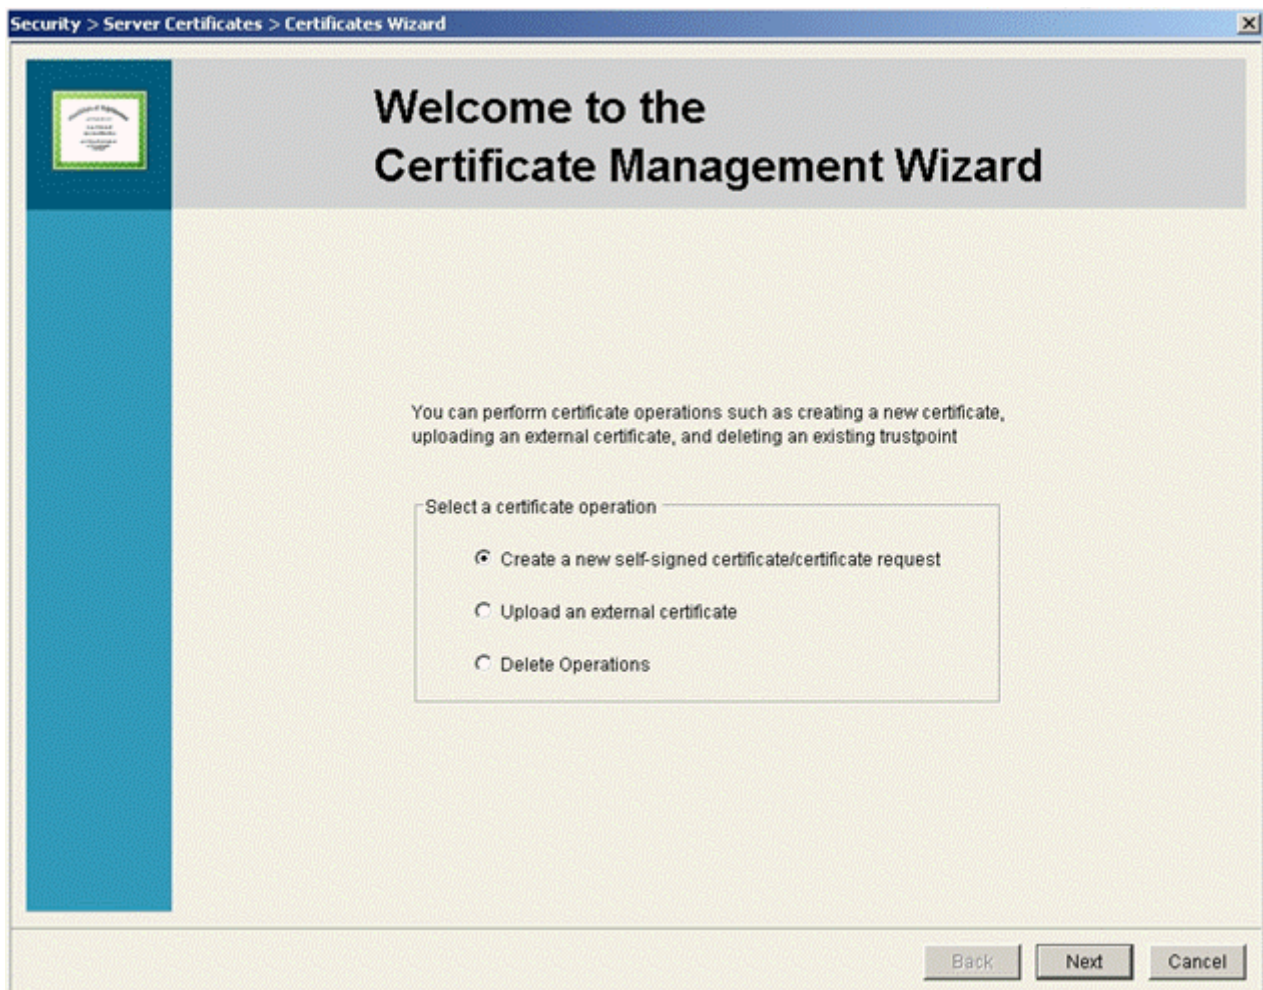 Security > Server Certificates > Certificates Wizard
Welcome to the
Certificate Management Wizard
You can perform certificate operations such as creating a new certificate,
uploading an external certificate, and deleting an existing trustpoint
Select a certificate operation
Create a new self-signed certificate/certificate request
Upload an external certificate
Delete Operations
Back
Next
Cancel